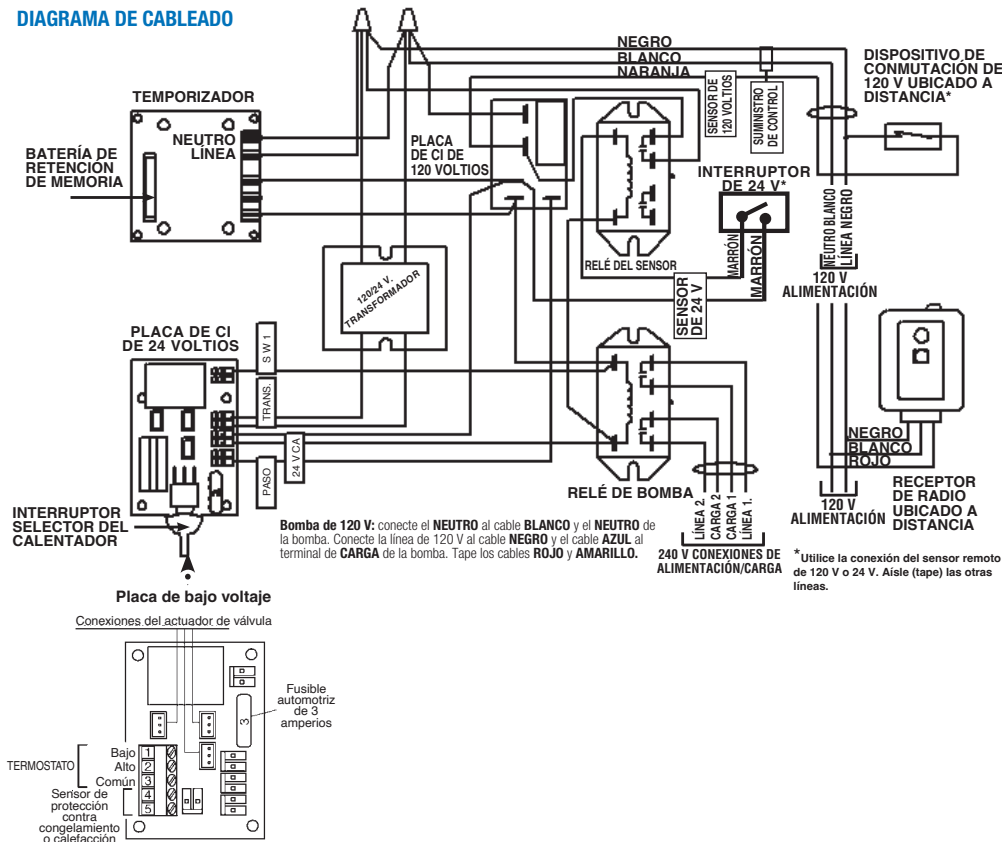 DIAGRAMA DE CABLEADO
NEGRO
BLANCO
NARANJA
SENSOR DE
120 VOLTIOS
SUMINISTRO
DE CONTROL
DISPOSITIVO DE
CONMUTACIÓN DE
120 V UBICADO A
DISTANCIA*
TEMPORIZADOR
NEUTRO
LÍNEA
BATERÍA DE
RETENCIÓN
DE MEMORIA
PLACA
DE CI DE
120 VOLTIOS
INTERRUPTOR
DE 24 V*
MARRÓN
MARRÓN
RELÉ DEL SENSOR
SENSOR
DE 24 V
NEUTRO BLANCO
LÍNEA NEGRO
120 V
ALIMENTACIÓN
120/24 V.
TRANSFORMADOR
PLACA DE CI
DE 24 VOLTIOS
S W 1
TRANS.
24 V CA
PASO
INTERRUPTOR
SELECTOR DEL
CALENTADOR
RELÉ DE BOMBA
LÍNEA 2.
CARGA 2
CARGA 1
LÍNEA 1.
240 V CONEXIONES DE
ALIMENTACIÓN/CARGA
NEGRO
BLANCO
ROJO
120 V
ALIMENTACIÓN
RECEPTOR
DE RADIO
UBICADO A
DISTANCIA
Bomba de 120 V: conecte el NEUTRO al cable BLANCO y el NEUTRO de
la bomba. Conecte la línea de 120 V al cable NEGRO y el cable AZUL al
terminal de CARGA de la bomba. Tape los cables ROJO y AMARILLO.
*Utilice la conexión del sensor remoto
de 120 V o 24 V. Aísle (tape) las otras
líneas.
Placa de bajo voltaje
Conexiones del actuador de válvula
Fusible
automotriz
de 3
amperios
3
TERMOSTATO
Bajo 1
Alto 2
Común 3
4
5
Sensor de
protección
contra
congelamiento
o calefacción